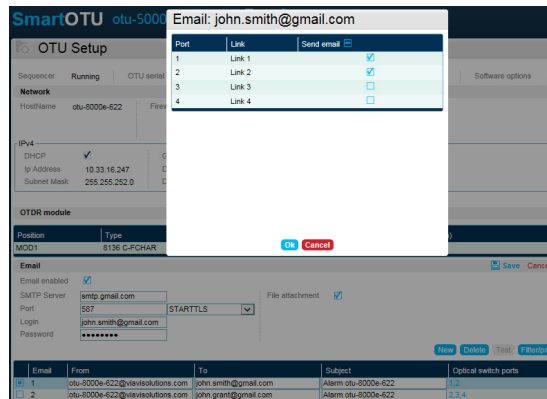 SmartOTU otu-5000
Email: john.smith@gmail.com
OTU Setup
Port Link Send email
1 Link 1
2 Link 2
3 Link 3
4 Link 4
Sequencer Running OTU serial Software options
Network
HostName otu-8000e-622 Firew
IPv4
DHCP
Ip Address 10.33.16.247
Subnet Mask 255.255.252.0
OTDR module
Position Type
MOD1 8136 C-FCHAR
Ok Cancel
Email Save Cance
Email enabled
SMTP Server smtp.gmail.com File attachment
Port 587 STARTTLS
Login john.smith@gmail.com
Password ••••••••
New Delete Test Filter/po
Email From To Subject Optical switch ports
1 otu-8000e-622@viavisolutions.com john.smith@gmail.com Alarm otu-8000e-622 1,2
2 otu-8000e-622@viavisolutions.com john.grant@gmail.com Alarm otu-8000e-622 2,3,4